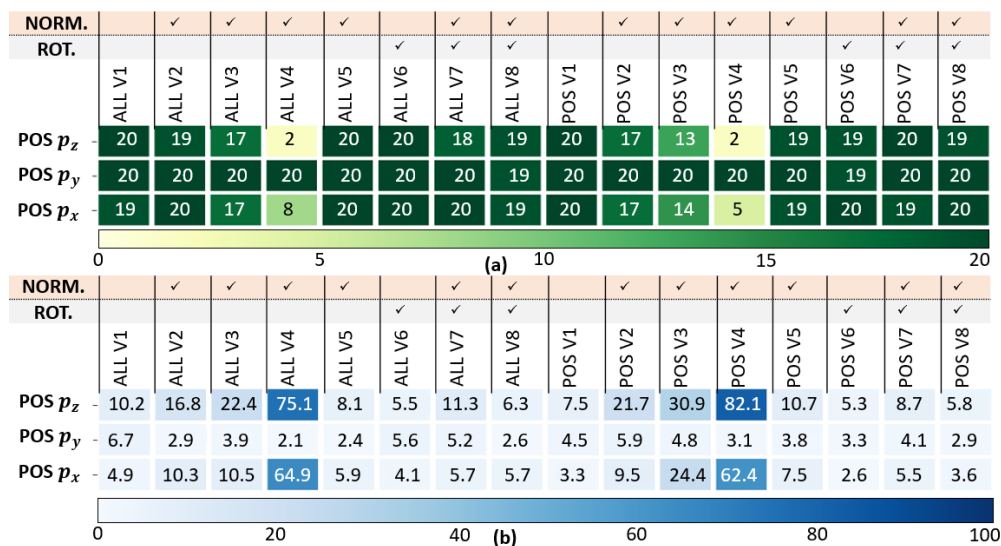 NORM. ✓ ✓ ✓ ✓ ✓ ✓ ✓ ✓ ✓ ✓ ✓ ✓
ROT. ✓ ✓ ✓ ✓ ✓ ✓
ALL V1 ALL V2 ALL V3 ALL V4 ALL V5 ALL V6 ALL V7 ALL V8 POS V1 POS V2 POS V3 POS V4 POS V5 POS V6 POS V7 POS V8
POS p_z 20 19 17 2 20 20 18 19 20 17 13 2 19 19 20 19
POS p_y 20 20 20 20 20 20 20 19 20 20 20 20 20 19 20 20
POS p_x 19 20 17 8 20 20 20 19 20 17 14 5 19 20 19 20
0 5 10 15 20
(a)
NORM. ✓ ✓ ✓ ✓ ✓ ✓ ✓ ✓ ✓ ✓ ✓ ✓
ROT. ✓ ✓ ✓ ✓ ✓ ✓
ALL V1 ALL V2 ALL V3 ALL V4 ALL V5 ALL V6 ALL V7 ALL V8 POS V1 POS V2 POS V3 POS V4 POS V5 POS V6 POS V7 POS V8
POS p_z 10.2 16.8 22.4 75.1 8.1 5.5 11.3 6.3 7.5 21.7 30.9 82.1 10.7 5.3 8.7 5.8
POS p_y 6.7 2.9 3.9 2.1 2.4 5.6 5.2 2.6 4.5 5.9 4.8 3.1 3.8 3.3 4.1 2.9
POS p_x 4.9 10.3 10.5 64.9 5.9 4.1 5.7 5.7 3.3 9.5 24.4 62.4 7.5 2.6 5.5 3.6
0 20 40 60 80 100
(b)